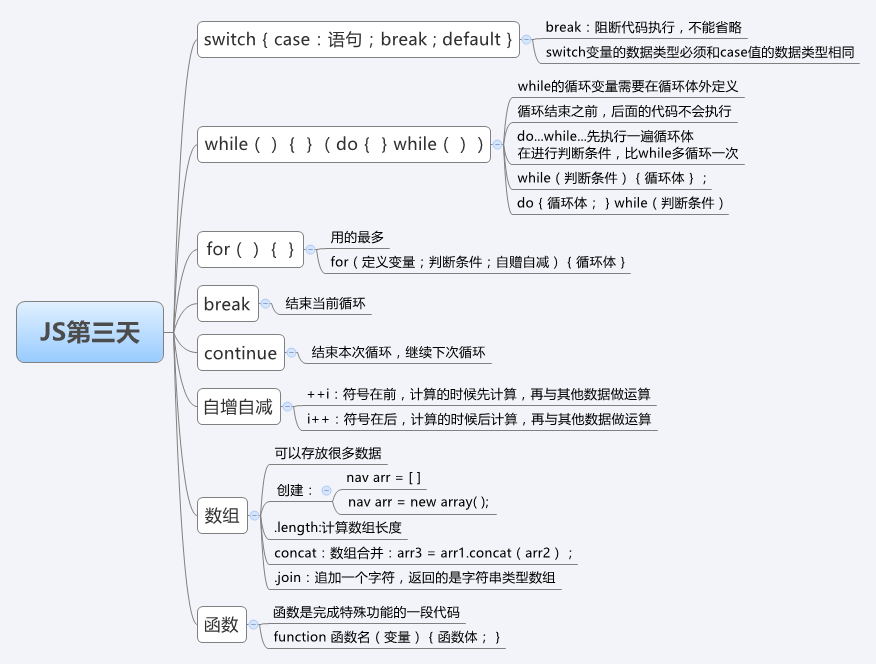 JS第三天
switch { case：语句；break ; default }
break：阻断代码执行，不能省略
switch变量的数据类型必须和case值的数据类型相同
while（ ）{ }（ do { } while（ ））
while的循环变量需要在循环体外定义
循环结束之前，后面的代码不会执行
do...while...先执行一遍循环体
在进行判断条件，比while多循环一次
while（判断条件）{ 循环体 } ；
do { 循环体； } while（判断条件）
for（ ）{ }
用的最多
for（定义变量；判断条件；自赠自减）{ 循环体 }
break
结束当前循环
continue
结束本次循环，继续下次循环
自增自减
++i：符号在前，计算的时候先计算，再与其他数据做运算
i++：符号在后，计算的时候后计算，再与其他数据做运算
数组
可以存放很多数据
创建：
nav arr = [ ]
nav arr = new array( );
.length:计算数组长度
concat：数组合并：arr3 = arr1.concat（ arr2 ）；
.join：追加一个字符，返回的是字符串类型数组
函数
函数是完成特殊功能的一段代码
function 函数名（ 变量 ）{ 函数体； }